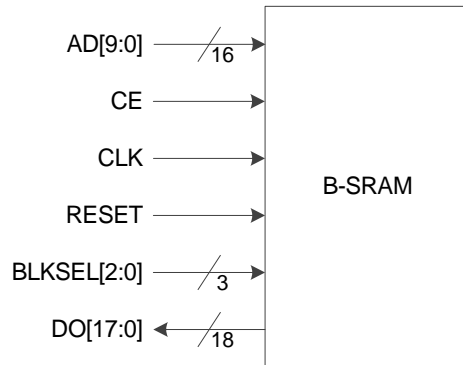 AD[9:0]
16
CE
CLK
B-SRAM
RESET
BLKSEL[2:0]
3
DO[17:0]
18